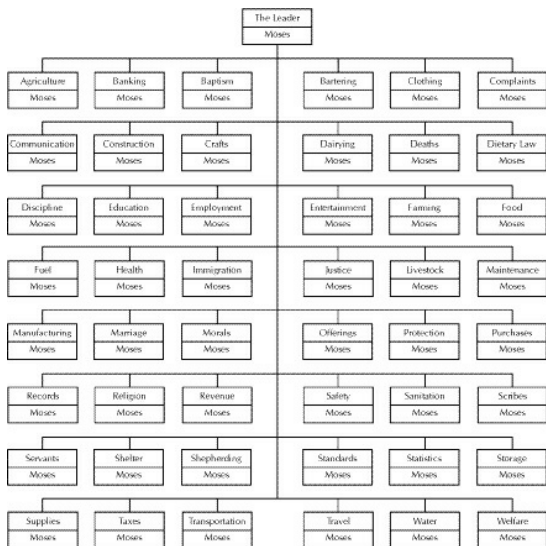 The Leader
Moses
Agriculture Banking Baptism Bartering Clothing Complaints
Moses Moses Moses Moses Moses Moses
Communication Construction Crafts Dairying Deaths Dietary Law
Moses Moses Moses Moses Moses Moses
Discipline Education Employment Entertainment Farming Food
Moses Moses Moses Moses Moses Moses
Fuel Health Immigration Justice Livestock Maintenance
Moses Moses Moses Moses Moses Moses
Manufacturing Marriage Morals Offerings Protection Purchases
Moses Moses Moses Moses Moses Moses
Records Religion Revenue Safety Sanitation Scribes
Moses Moses Moses Moses Moses Moses
Servants Shelter Shepherding Standards Statistics Storage
Moses Moses Moses Moses Moses Moses
Supplies Taxes Transportation Travel Water Welfare
Moses Moses Moses Moses Moses Moses